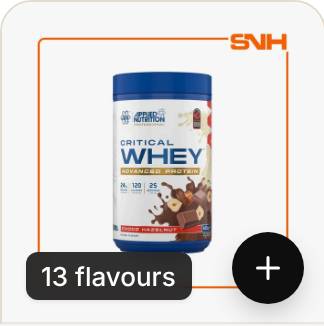 SNH
APPLIED
NUTRITION
CRITICAL
WHEY
ADVANCED PROTEIN
24 120 25
CHOCO HAZELNUT
13 flavours
+